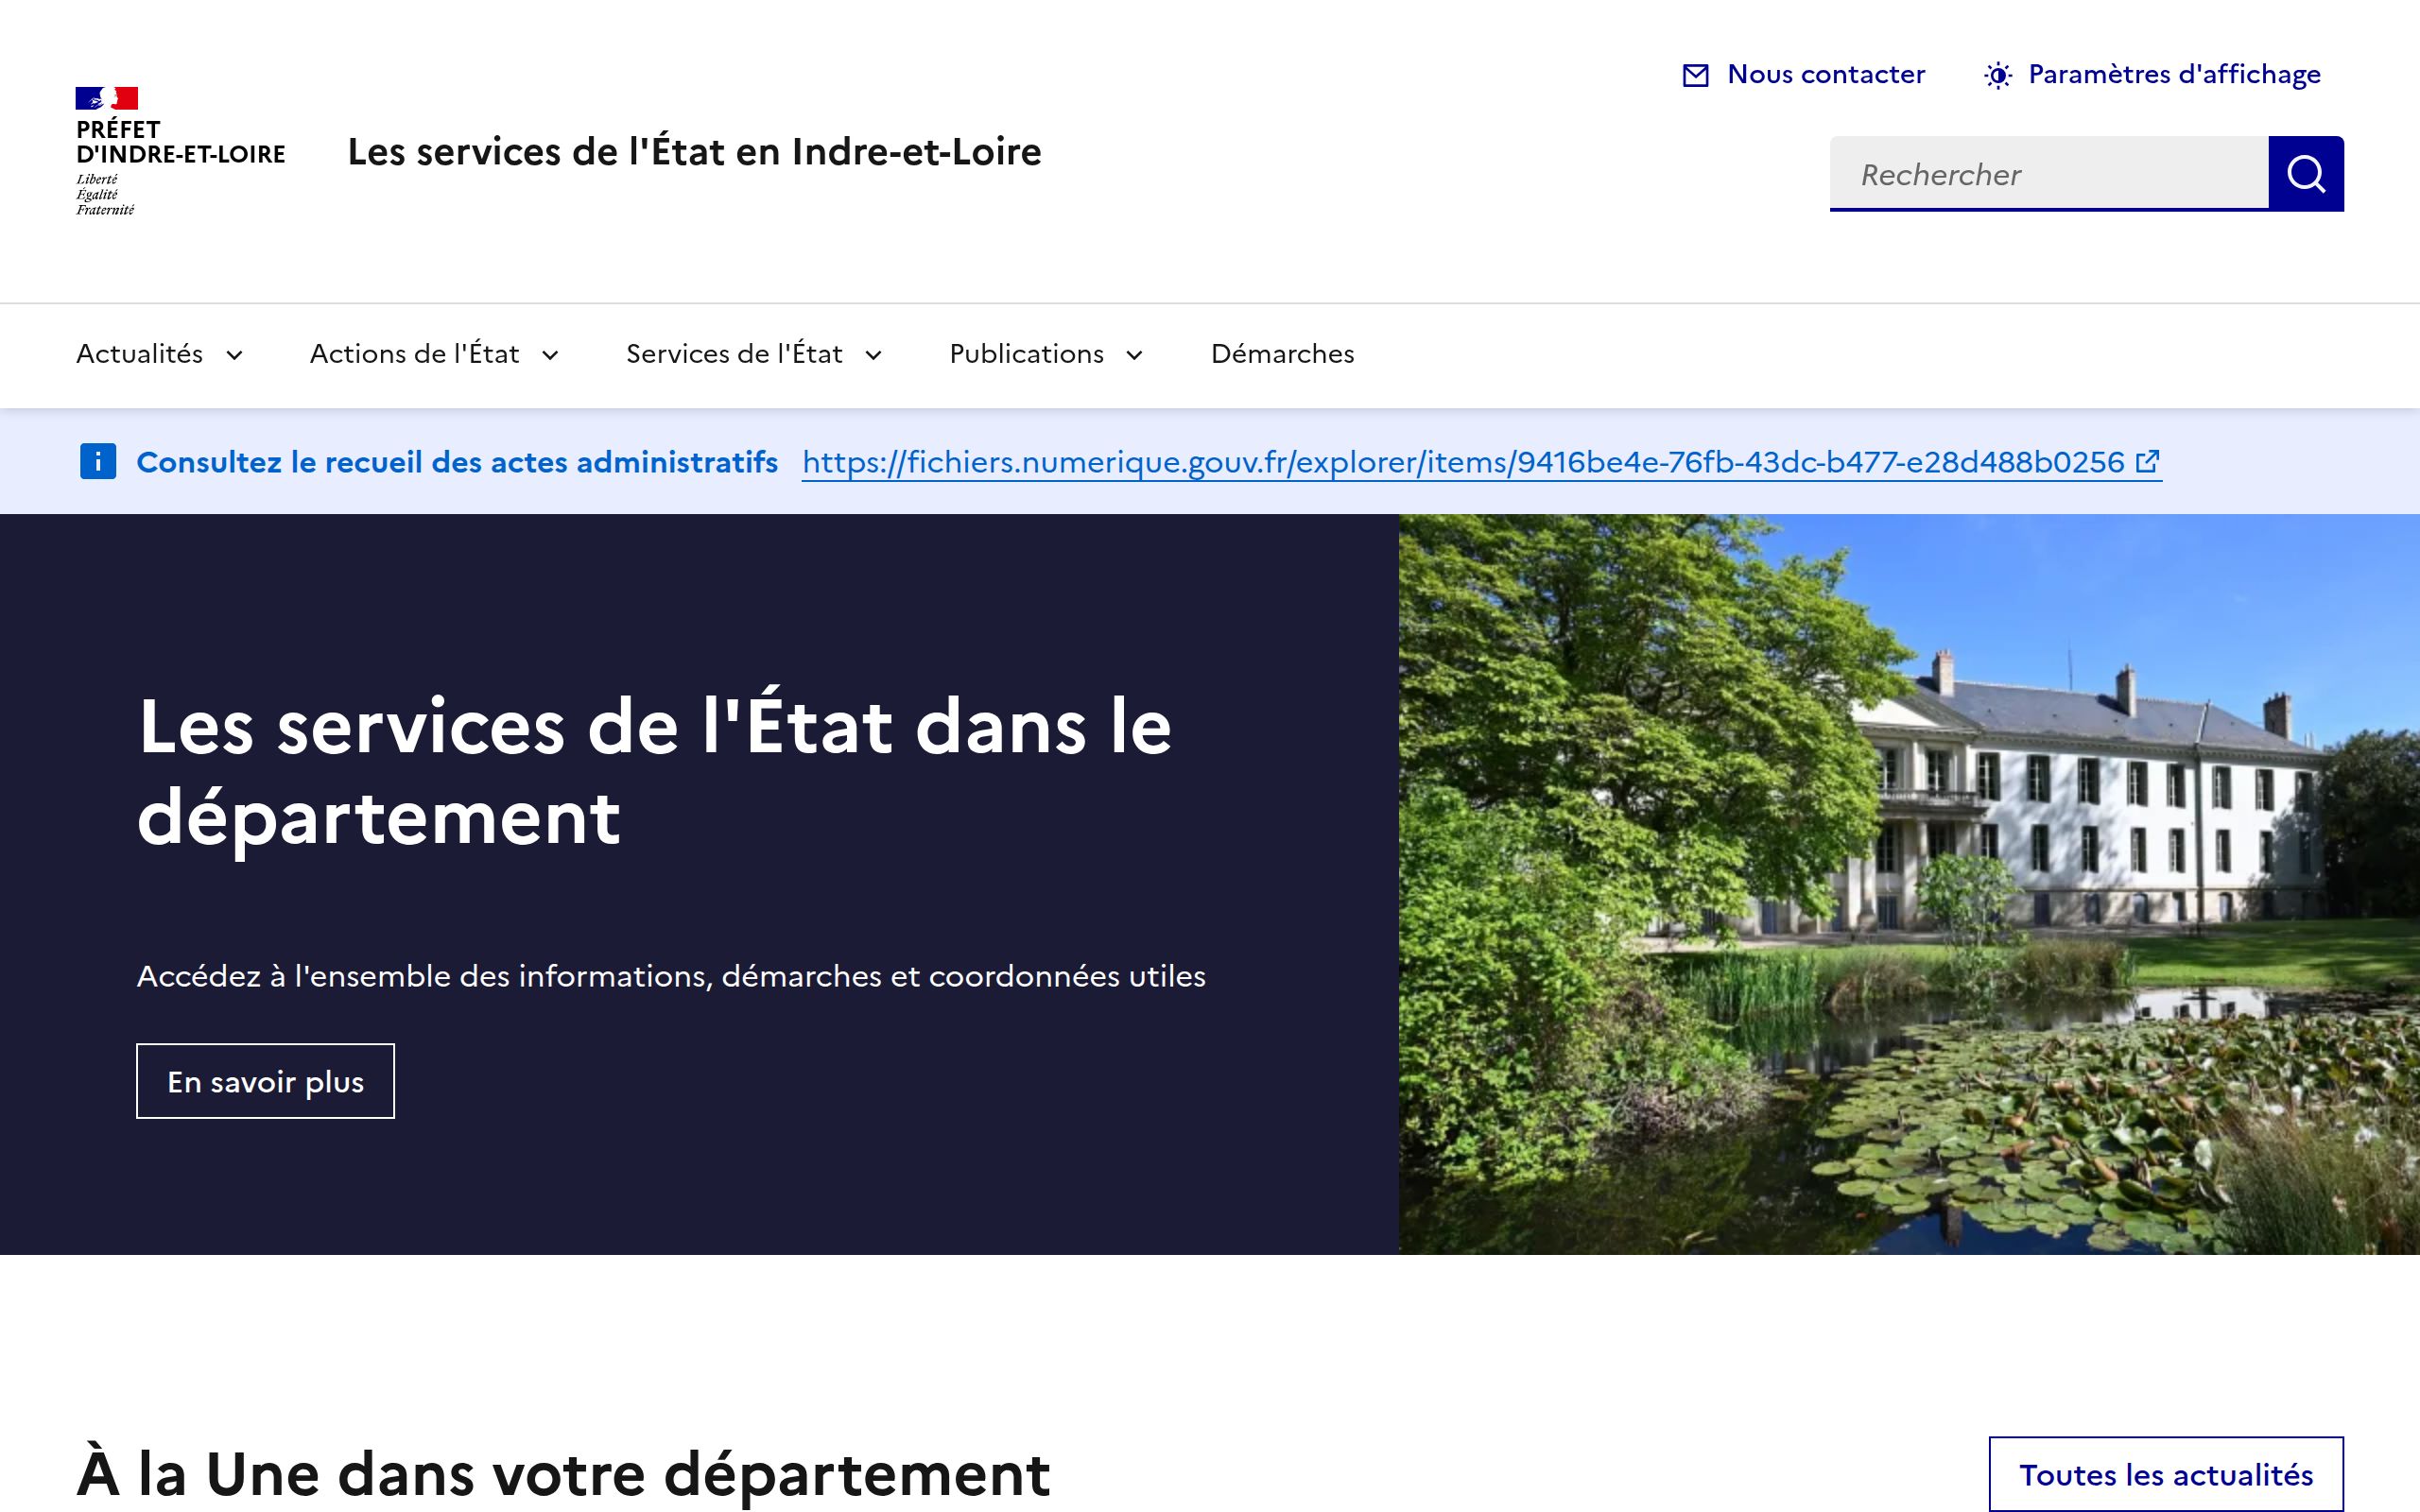 Nous contacter
Paramètres d'affichage
PRÉFET
D'INDRE-ET-LOIRE
Liberté
Égalité
Fraternité
Les services de l'État en Indre-et-Loire
Rechercher
Actualités
Actions de l'État
Services de l'État
Publications
Démarches
Consultez le recueil des actes administratifs https://fichiers.numerique.gouv.fr/explorer/items/9416be4e-76fb-43dc-b477-e28d488b0256
Les services de l'État dans le
département
Accédez à l'ensemble des informations, démarches et coordonnées utiles
En savoir plus
À la Une dans votre département
Toutes les actualités